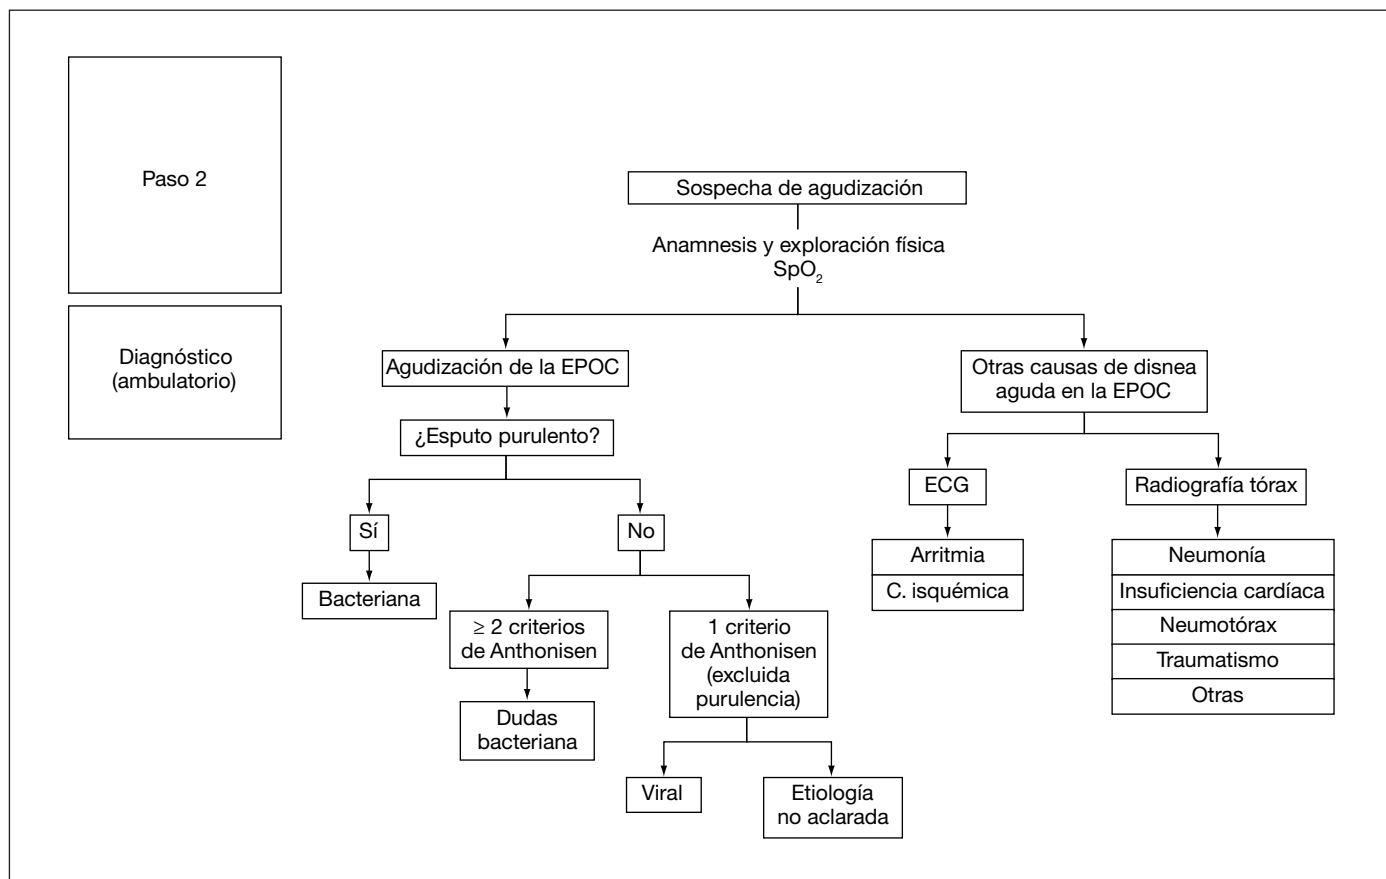 Paso 2
Diagnóstico
(ambulatorio)
Sospecha de agudización
Anamnesis y exploración física
SpO₂
Agudización de la EPOC
¿Esputo purulento?
Sí
No
Bacteriana
≥ 2 criterios
de Anthonisen
Dudas
bacteriana
1 criterio
de Anthonisen
(excluida
purulencia)
Viral
Etiología
no aclarada
Otras causas de disnea
aguda en la EPOC
ECG
Arritmia
C. isquémica
Radiografía tórax
Neumonía
Insuficiencia cardíaca
Neumotórax
Traumatismo
Otras